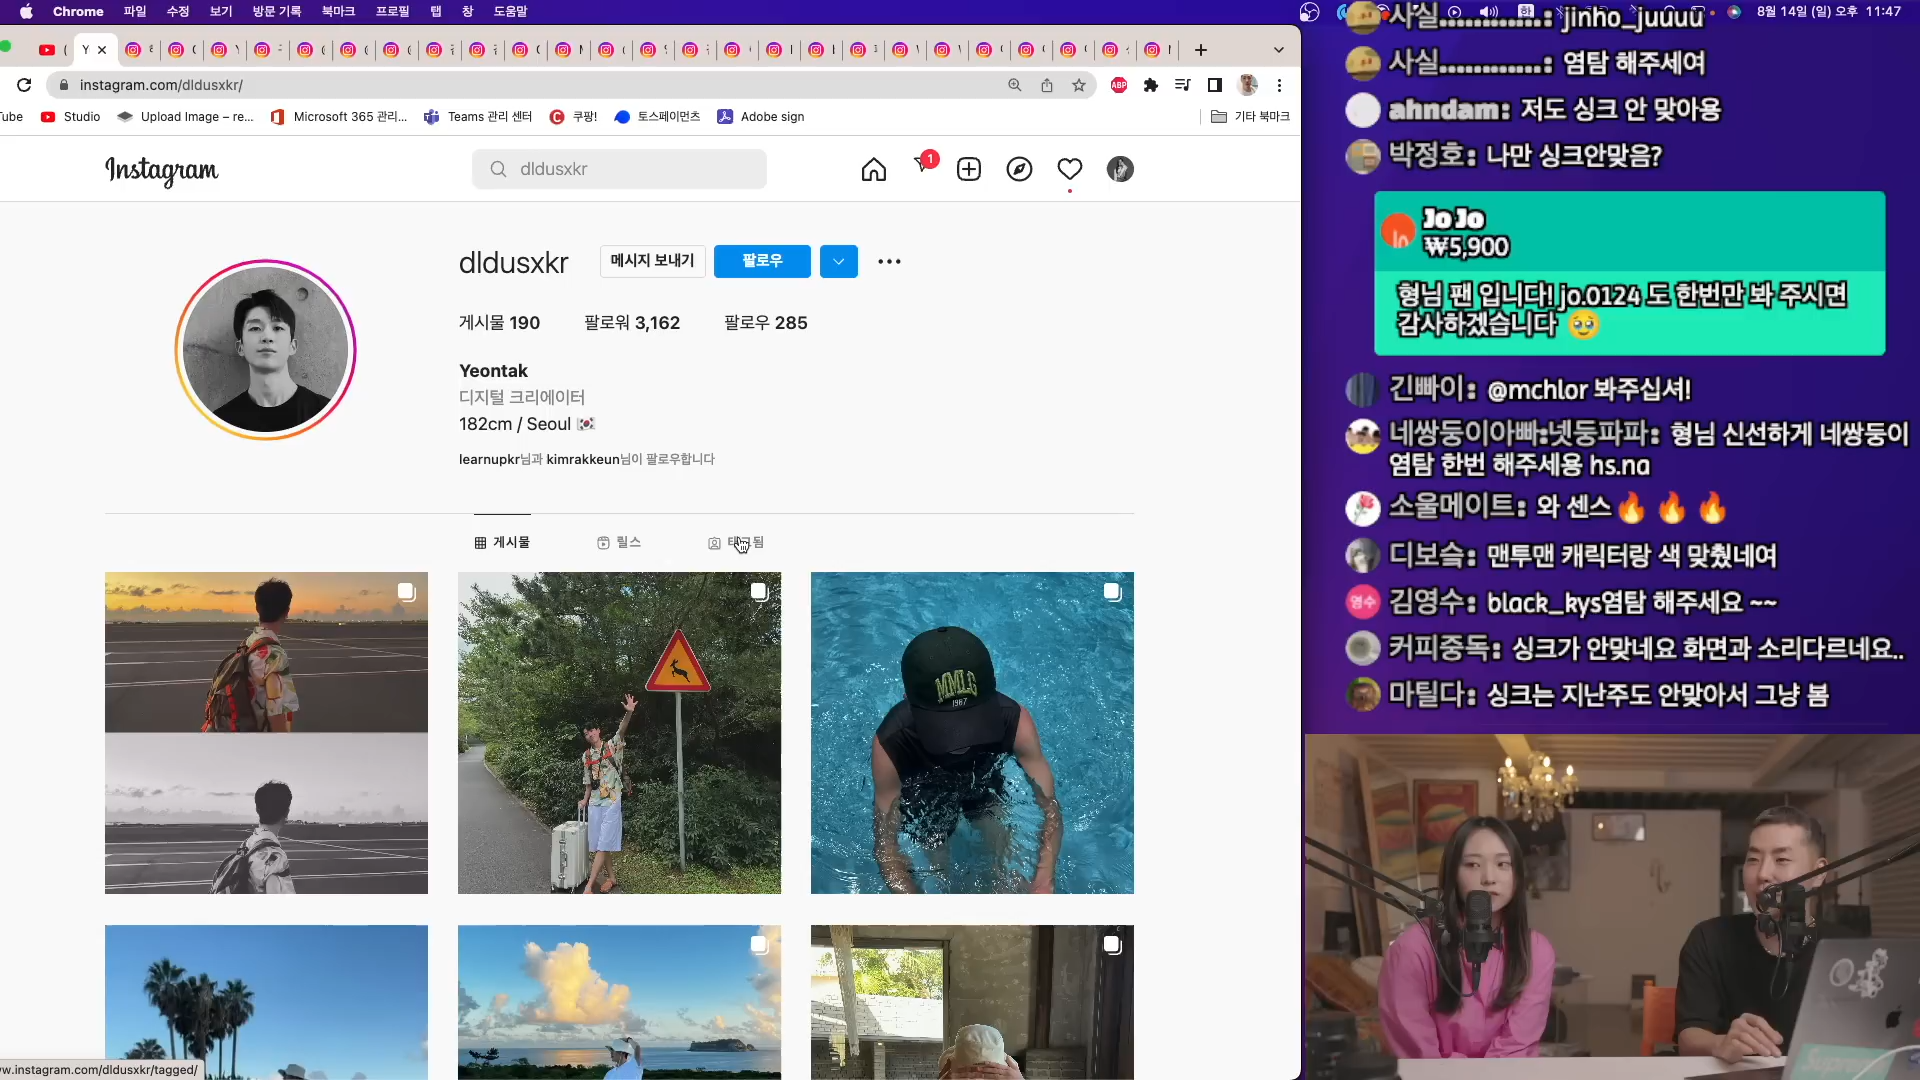 Chrome 파일 수정 보기 방문 기록 북마크 프로필 탭 창 도움말
한 8월 14일 (일) 오후 11:47
instagram.com/dldusxkr/
ABP
Studio Upload Image – re... Microsoft 365 관리... Teams 관리 센터 쿠팡! 토스페이먼츠 Adobe sign 기타 북마크
Instagram
dldusxkr
1
dldusxkr 메시지 보내기 팔로우
게시물 190 팔로워 3,162 팔로우 285
Yeontak
디지털 크리에이터
182cm / Seoul 🇰🇷
learnupkr님과 kimrakkeun님이 팔로우합니다
게시물 릴스
MMLG
1987
w.instagram.com/dldusxkr/tagged/
사실............: jinho_juuuu
사실............: 염탐 해주세여
ahndam: 저도 싱크 안 맞아용
박정호: 나만 싱크안맞음?
Jo Jo
₩5,900
형님 팬 입니다! jo.0124 도 한번만 봐 주시면
감사하겠습니다 🥹
긴빠이: @mchlor 봐주십셔!
네쌍둥이아빠:넷둥파파: 형님 신선하게 네쌍둥이
염탐 한번 해주세용 hs.na
소울메이트: 와 센스🔥 🔥 🔥
디보슬: 맨투맨 캐릭터랑 색 맞췄네여
영수 김영수: black_kys염탐 해주세요 ~~
커피중독: 싱크가 안맞네요 화면과 소리다르네요..
마틸다: 싱크는 지난주도 안맞아서 그냥 봄
Supreme